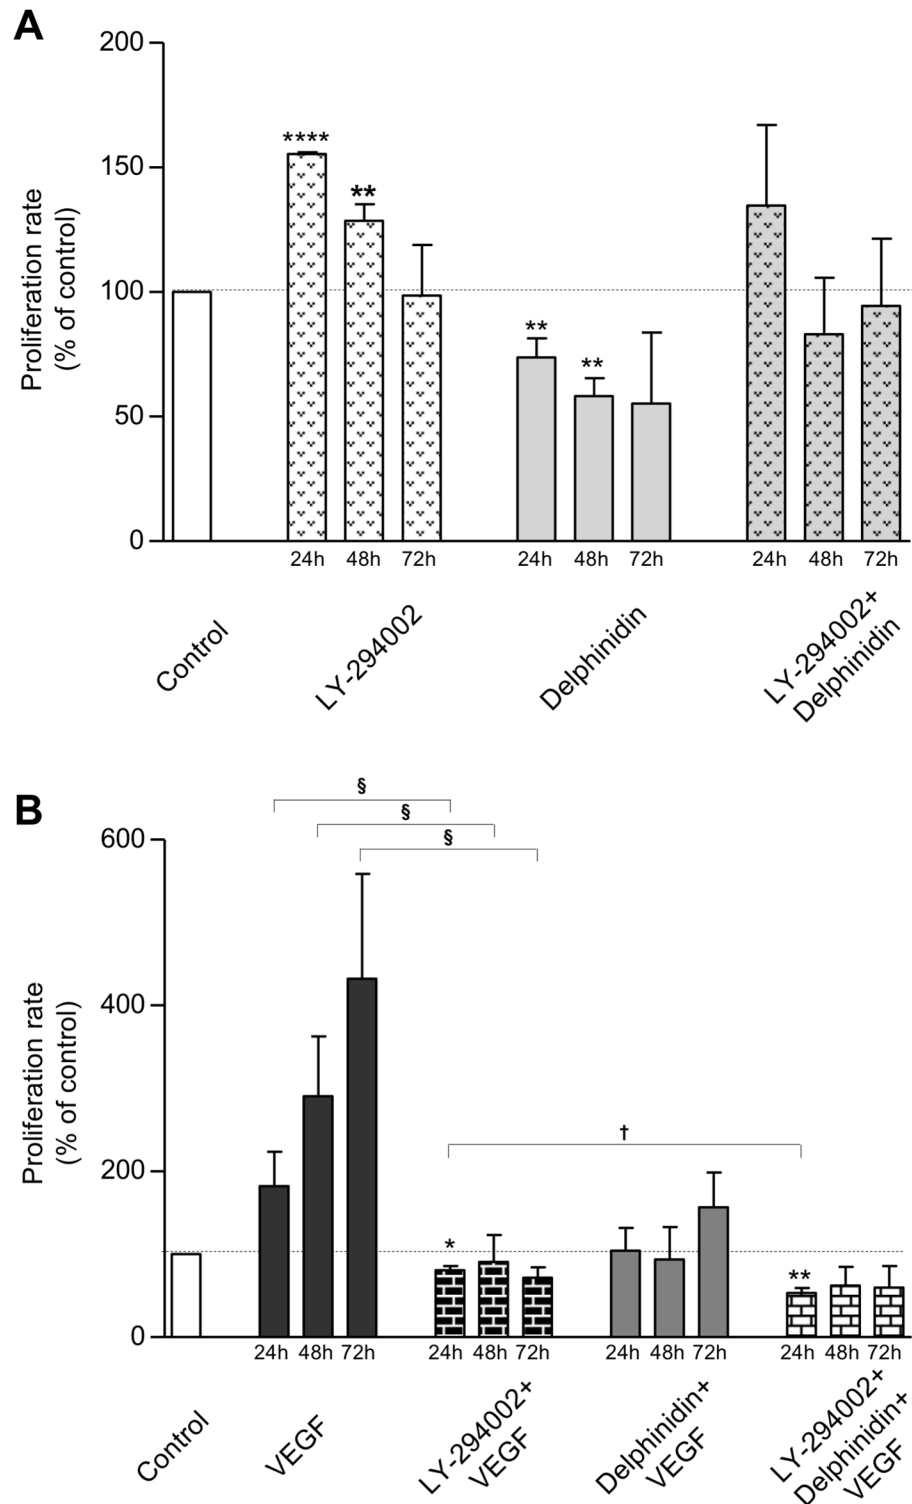 A
Proliferation rate
(% of control)
200
150
100
50
0
****
**
**
**
24h 48h 72h 24h 48h 72h 24h 48h 72h
Control
LY-294002
Delphinidin
LY-294002+
Delphinidin
B
Proliferation rate
(% of control)
600
400
200
0
§
§
§
†
*
**
24h 48h 72h 24h 48h 72h 24h 48h 72h 24h 48h 72h
Control
VEGF
LY-294002+
VEGF
Delphinidin+
VEGF
LY-294002+
Delphinidin+
VEGF